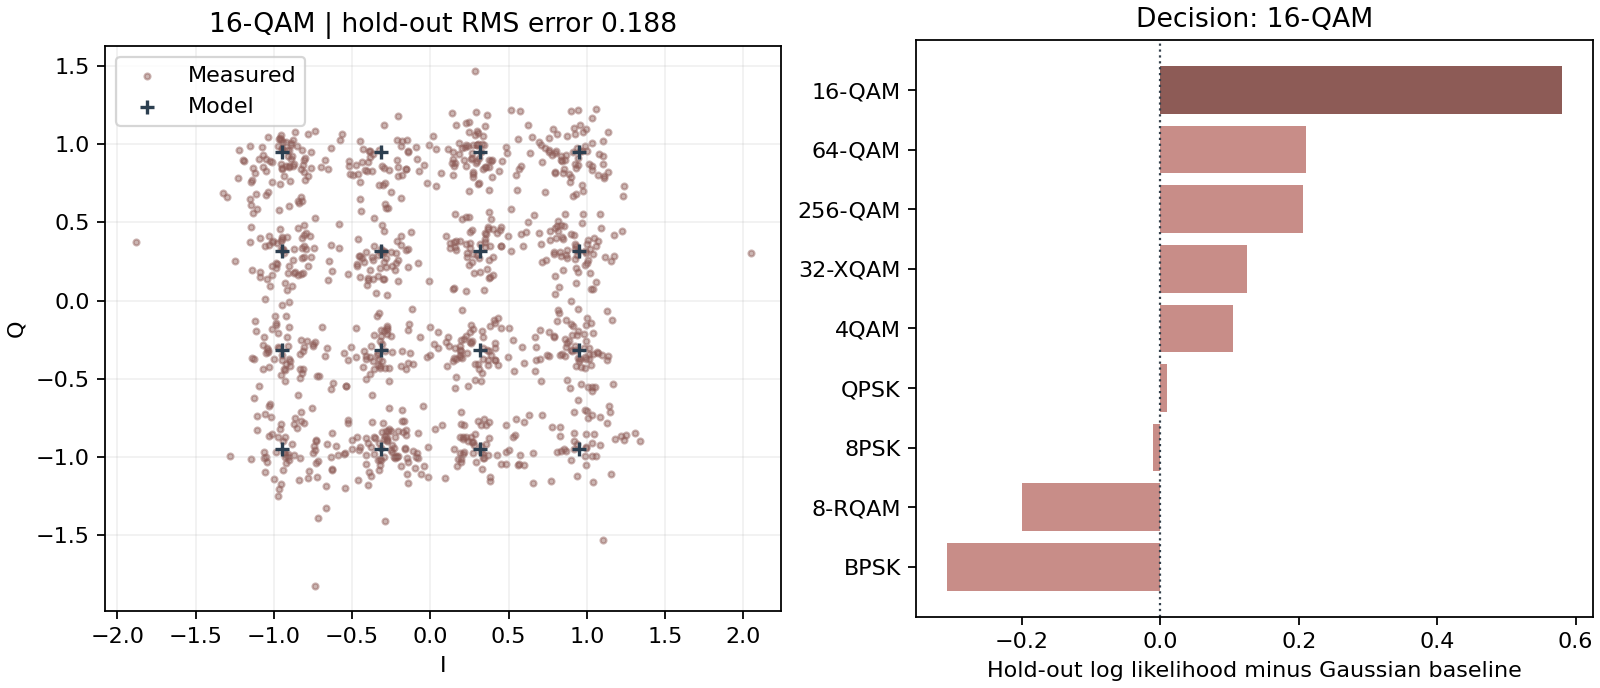 16-QAM | hold-out RMS error 0.188
Measured
Model
1.5
1.0
0.5
0.0
−0.5
−1.0
−1.5
Q
−2.0 −1.5 −1.0 −0.5 0.0 0.5 1.0 1.5 2.0
I
Decision: 16-QAM
16-QAM
64-QAM
256-QAM
32-XQAM
4QAM
QPSK
8PSK
8-RQAM
BPSK
−0.2 0.0 0.2 0.4 0.6
Hold-out log likelihood minus Gaussian baseline